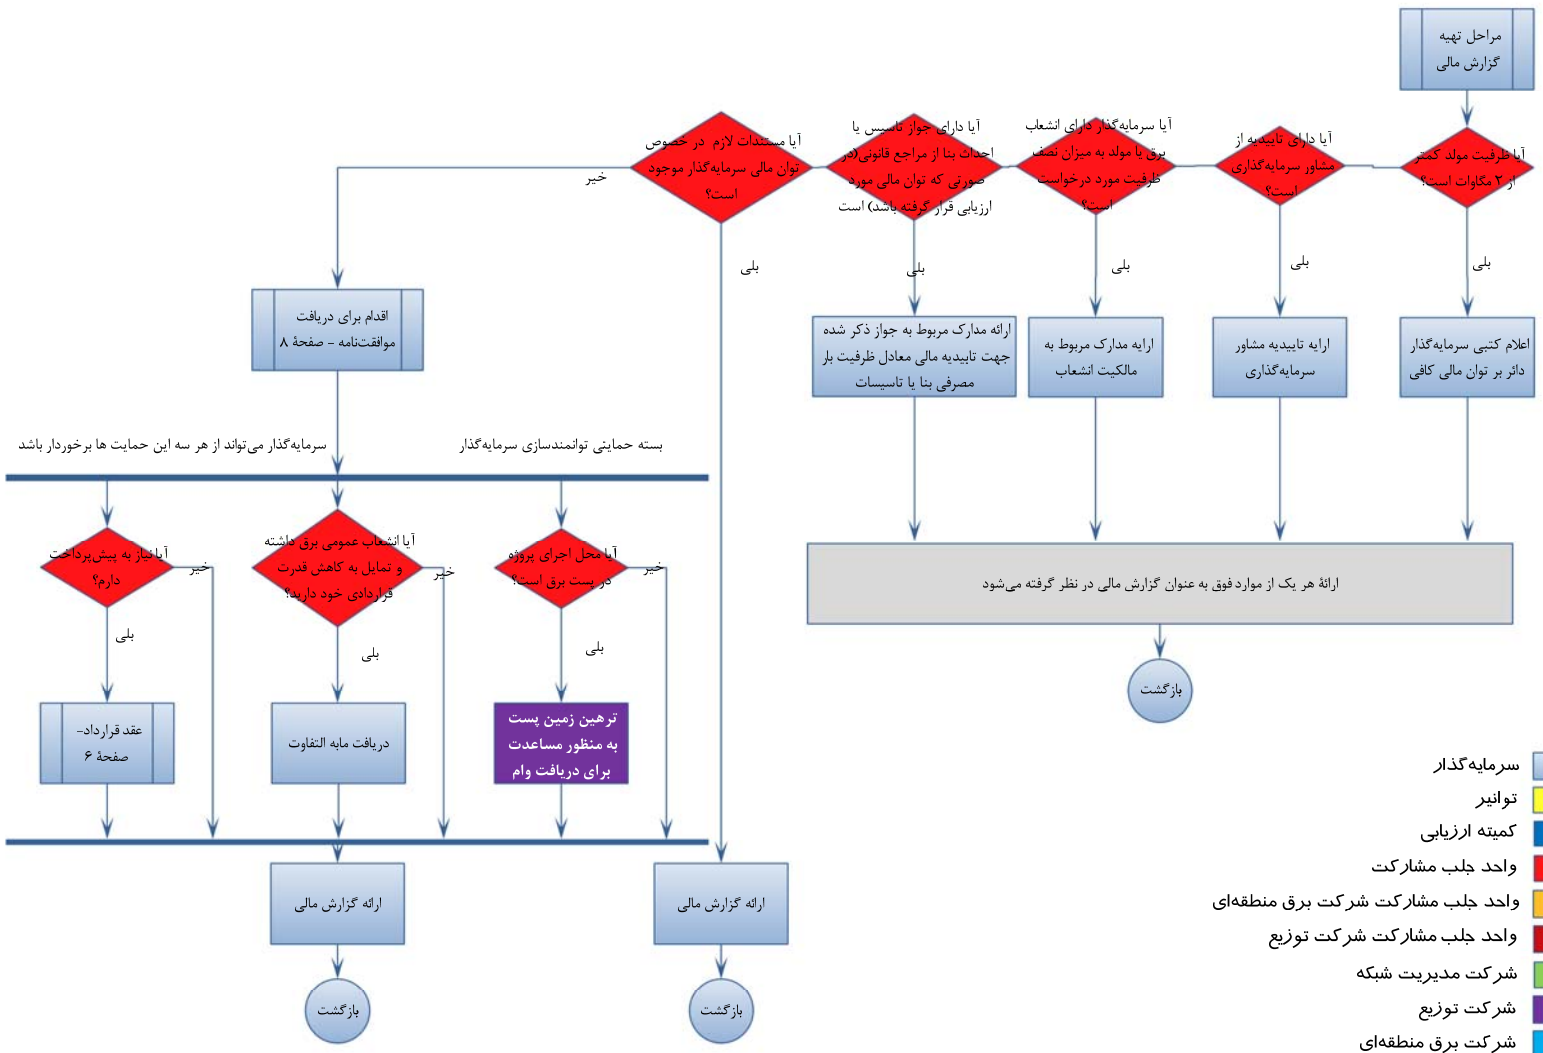 مراحل تهیه
گزارش مالی
آیا ظرفیت مولد کمتر
از ۲ مگاوات است؟
بلی
اعلام کتبی سرمایه‌گذار
دائر بر توان مالی کافی
آیا دارای تاییدیه از
مشاور سرمایه‌گذاری
است؟
بلی
ارایه تاییدیه مشاور
سرمایه‌گذاری
آیا سرمایه‌گذار دارای انشعاب
برق یا مولد به میزان نصف
ظرفیت مورد درخواست
است؟
بلی
ارایه مدارک مربوط به
مالکیت انشعاب
آیا دارای جواز تاسیس یا
احداث بنا از مراجع قانونی(در
صورتی که توان مالی مورد
ارزیابی قرار گرفته باشد) است
بلی
ارائه مدارک مربوط به جواز ذکر شده
جهت تاییدیه مالی معادل ظرفیت بار
مصرفی بنا یا تاسیسات
ارائهٔ هر یک از موارد فوق به عنوان گزارش مالی در نظر گرفته می‌شود
بازگشت
آیا مستندات لازم در خصوص
توان مالی سرمایه‌گذار موجود
است؟
خیر
بلی
اقدام برای دریافت
موافقت‌نامه - صفحهٔ ۸
بسته حمایتی توانمندسازی سرمایه‌گذار
سرمایه‌گذار می‌تواند از هر سه این حمایت ها برخوردار باشد
آیا محل اجرای پروژه
در پست برق است؟
خیر
بلی
ترهین زمین پست
به منظور مساعدت
برای دریافت وام
آیا انشعاب عمومی برق داشته
و تمایل به کاهش قدرت
قراردادی خود دارید؟
خیر
بلی
دریافت مابه التفاوت
آیا نیاز به پیش‌پرداخت
دارم؟
خیر
بلی
عقد قرارداد-
صفحهٔ ۶
ارائه گزارش مالی
بازگشت
ارائه گزارش مالی
بازگشت
سرمایه‌گذار
توانیر
کمیته ارزیابی
واحد جلب مشارکت
واحد جلب مشارکت شرکت برق منطقه‌ای
واحد جلب مشارکت شرکت توزیع
شرکت مدیریت شبکه
شرکت توزیع
شرکت برق منطقه‌ای